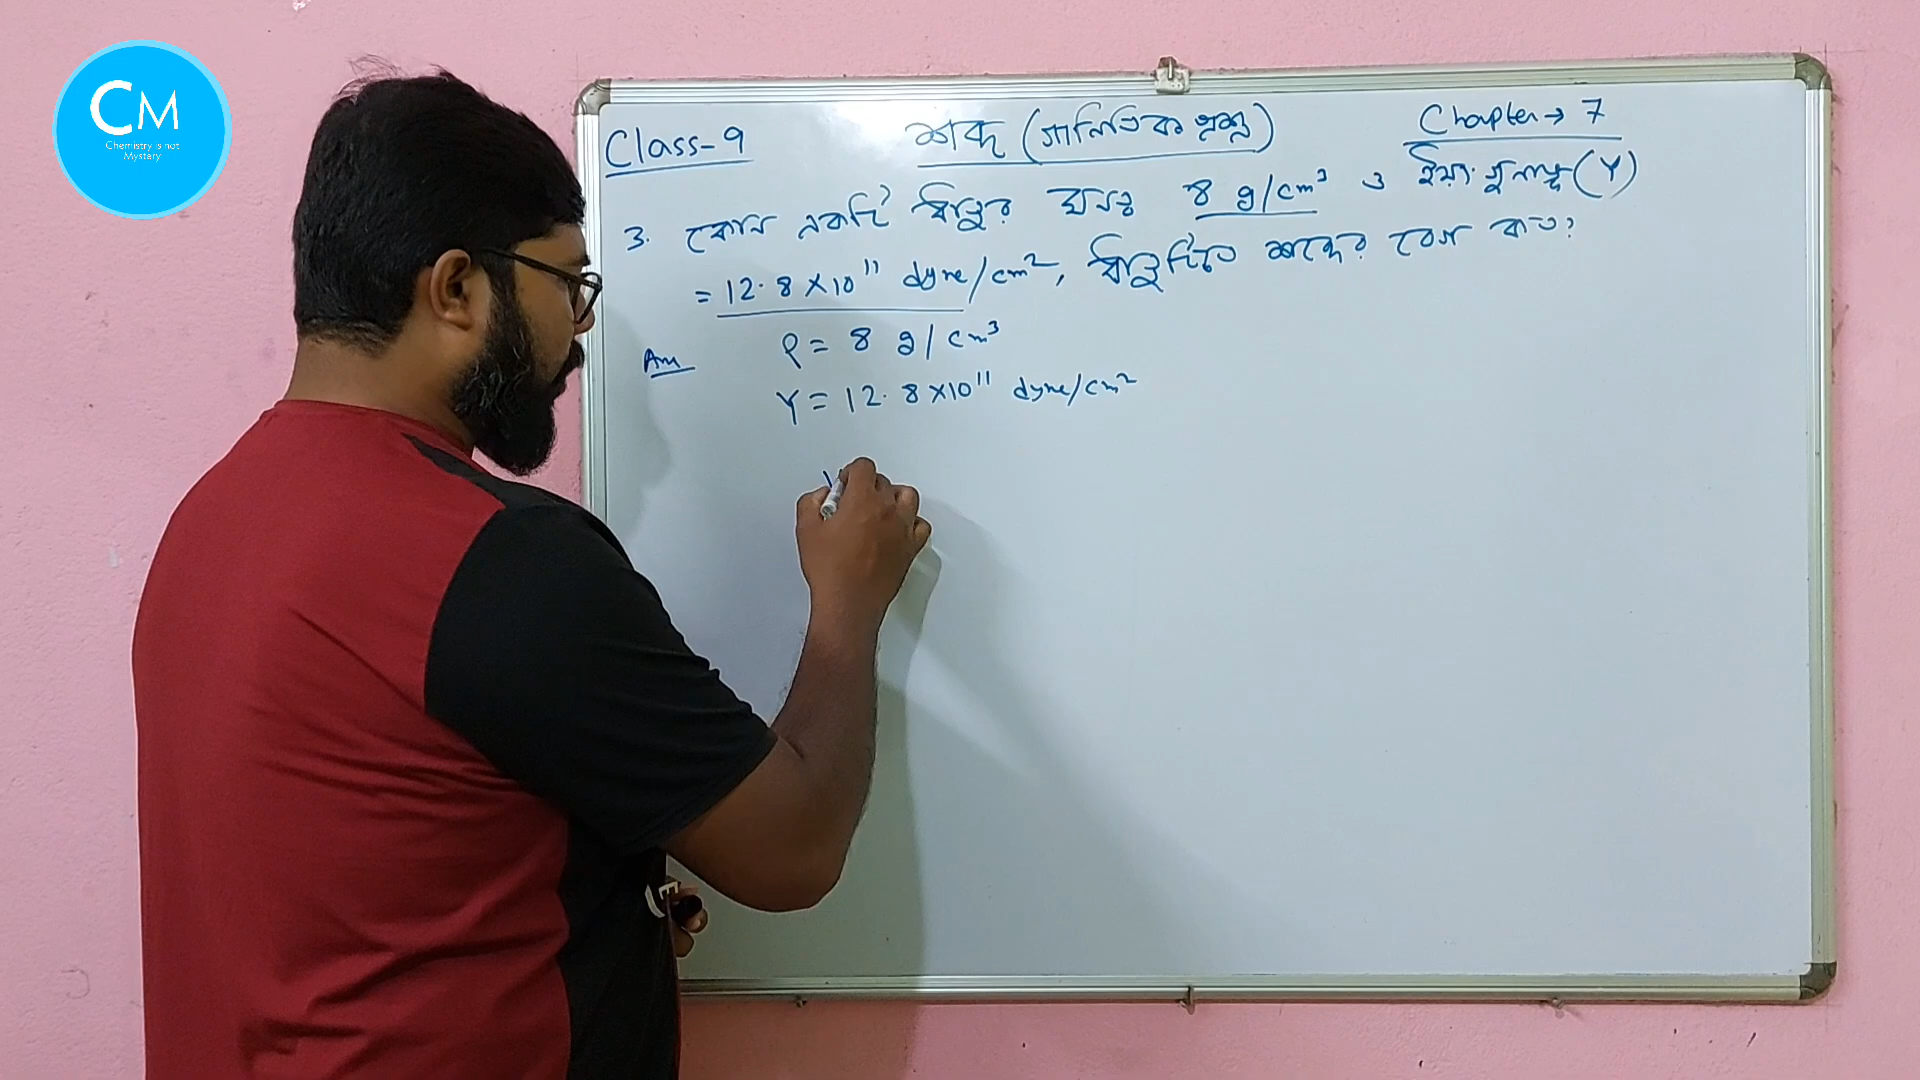 CM
Chemistry is not
Mystery
Class-9
শব্দ (গানিতিক প্রশ্ন)
Chapter → 7
3. কোন একটি ধাতুর ঘনত্ব 8 g/cm³ ও ইয়ং গুনাঙ্ক (Y)
= 12.8×10¹¹ dyne/cm², ধাতুটিতে শব্দের বেগ কত?
Ans
ρ = 8 g/cm³
Y = 12.8×10¹¹ dyne/cm²